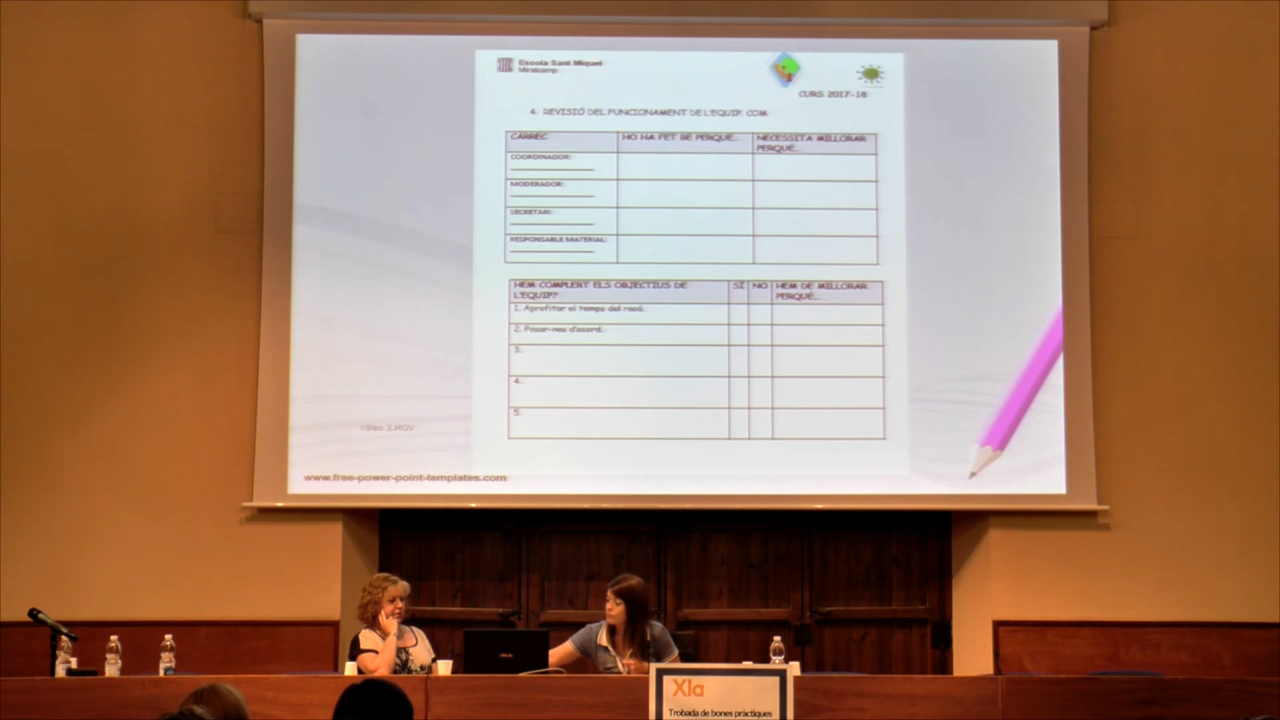 Escola Sant Miquel
Miralcamp
CURS 2017-18
4. REVISIÓ DEL FUNCIONAMENT DE L'EQUIP. COM
CÀRREC
HO HA FET BÉ PERQUÈ...
NECESSITA MILLORAR
PERQUÈ...
COORDINADOR:
MODERADOR:
SECRETARI:
RESPONSABLE MATERIAL:
HEM COMPLERT ELS OBJECTIUS DE
L'EQUIP?
SÍ
NO
HEM DE MILLORAR
PERQUÈ...
1. Aprofitar el temps del racó.
2. Posar-nos d'acord.
3.
4.
5.
Vídeo 2.MOV
www.free-power-point-templates.com
XIa
Trobada de bones pràctiques